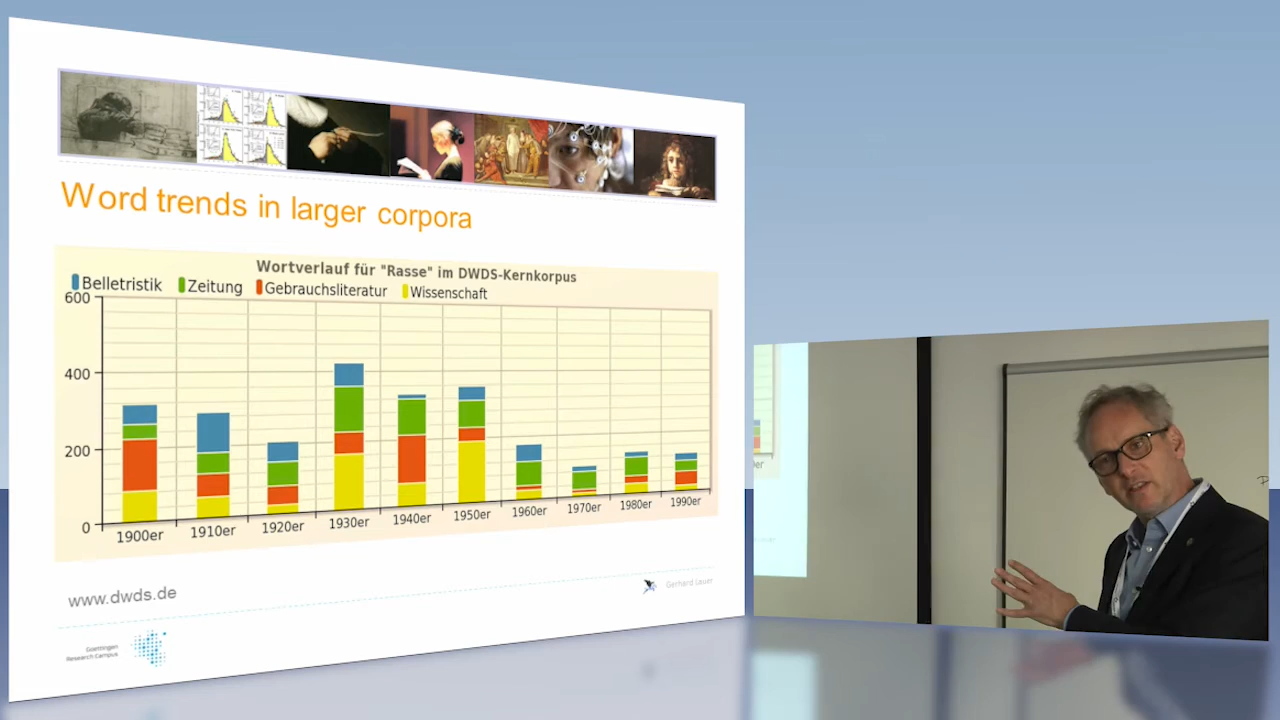 Word trends in larger corpora
Wortverlauf für "Rasse" im DWDS-Kernkorpus
Belletristik Zeitung Gebrauchsliteratur Wissenschaft
600
400
200
0
1900er 1910er 1920er 1930er 1940er 1950er 1960er 1970er 1980er 1990er
www.dwds.de
Gerhard Lauer
Goettingen
Research Campus
er